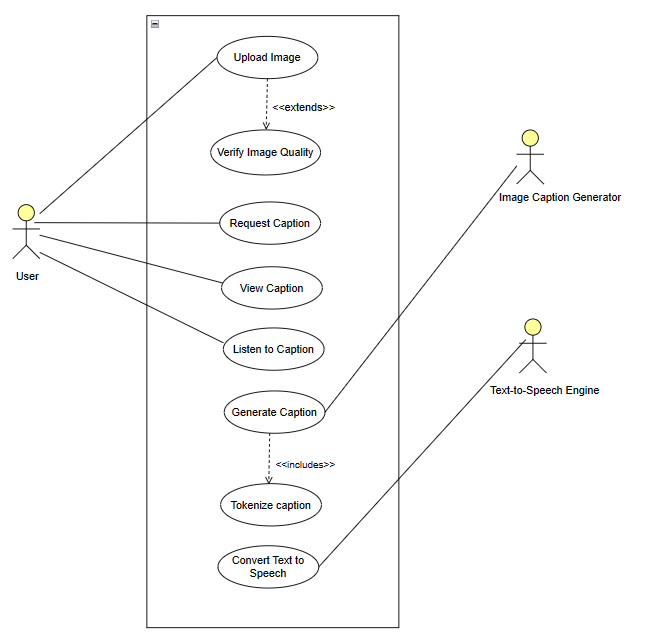 Upload Image
<<extends>>
Verify Image Quality
Image Caption Generator
Request Caption
User
View Caption
Listen to Caption
Text-to-Speech Engine
Generate Caption
<<includes>>
Tokenize caption
Convert Text to
Speech